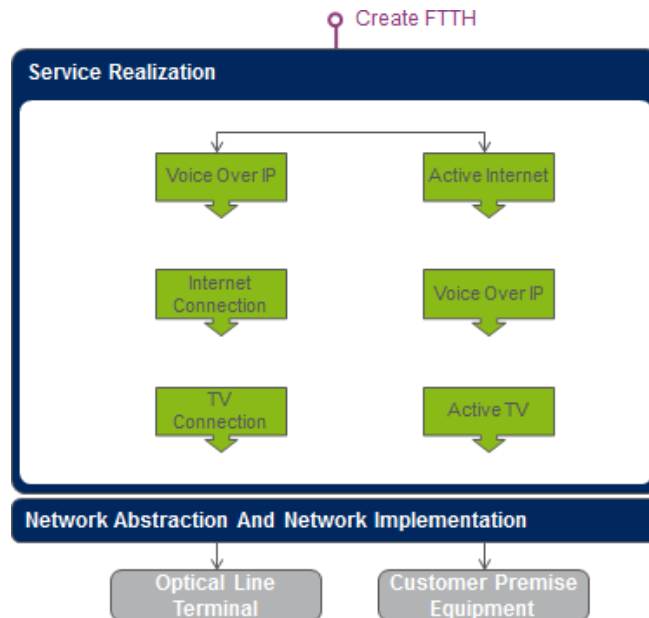 Create FTTH
Service Realization
Voice Over IP
Active Internet
Internet
Connection
Voice Over IP
TV
Connection
Active TV
Network Abstraction And Network Implementation
Optical Line
Terminal
Customer Premise
Equipment